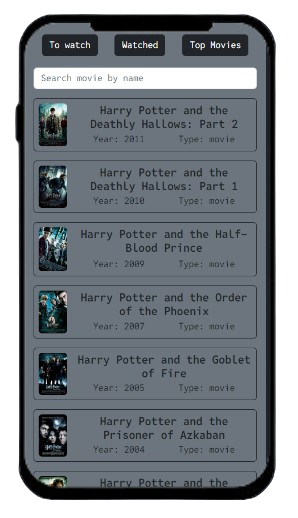 To watch Watched Top Movies
Search movie by name
Harry Potter and the
Deathly Hallows: Part 2
Year: 2011 Type: movie
Harry Potter and the
Deathly Hallows: Part 1
Year: 2010 Type: movie
Harry Potter and the Half-
Blood Prince
Year: 2009 Type: movie
Harry Potter and the Order
of the Phoenix
Year: 2007 Type: movie
Harry Potter and the Goblet
of Fire
Year: 2005 Type: movie
Harry Potter and the
Prisoner of Azkaban
Year: 2004 Type: movie
Harry Potter and the